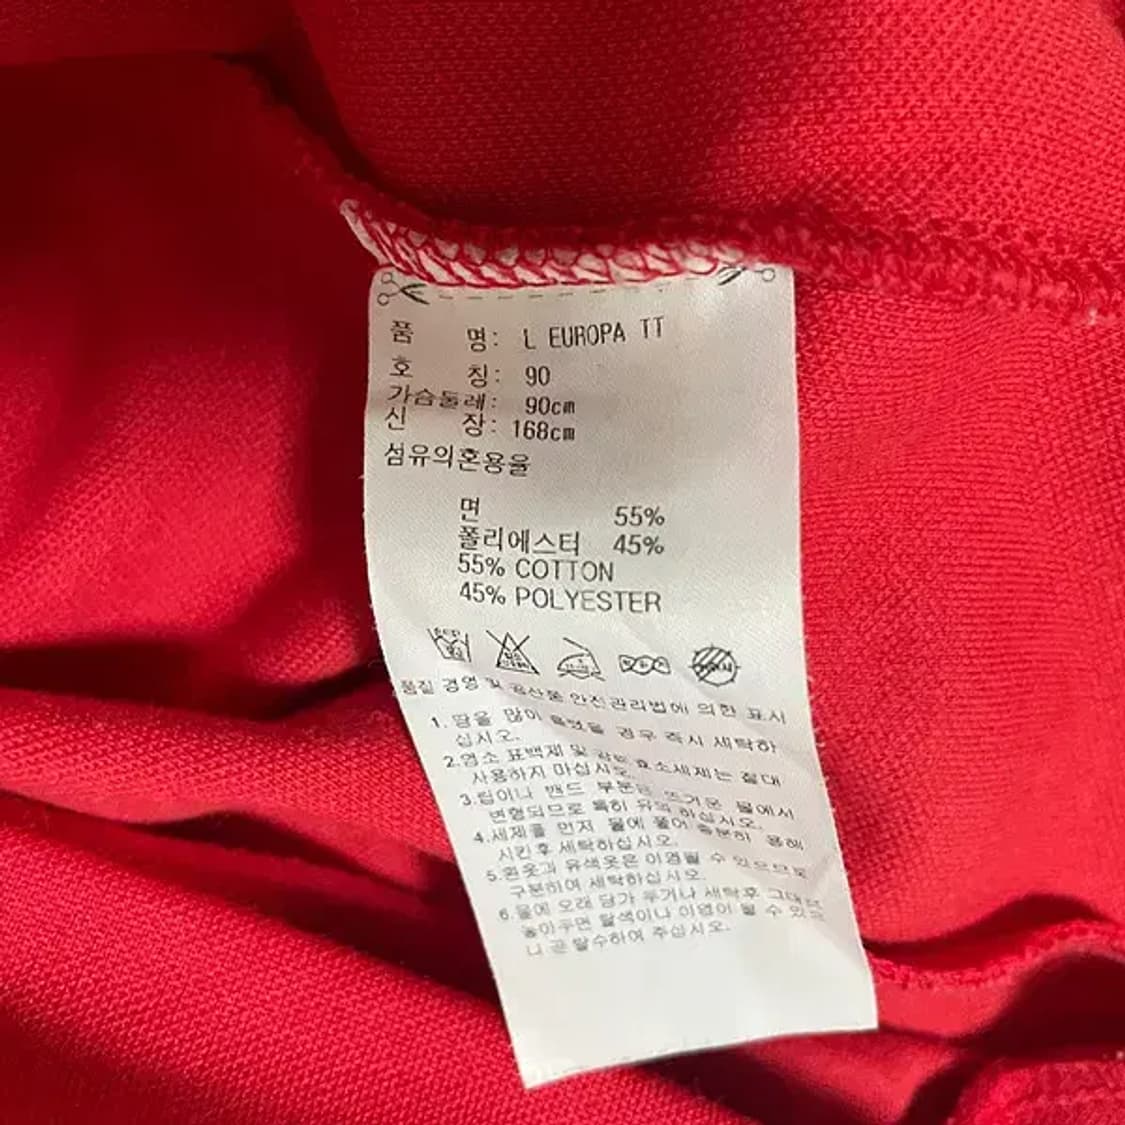 품 명: L EUROPA TT
호 칭: 90
가슴둘레: 90cm
신 장: 168cm
섬유의혼용율
면 55%
폴리에스터 45%
55% COTTON
45% POLYESTER
품질 경영 및 공산품 안전관리법에 의한 표시
1.땀을 많이 흘렸을 경우 즉시 세탁하
십시오.
2.염소 표백제 및 효소세제는 절대
사용하지 마십시오.
3.립이나 밴드 부분은 뜨거운 물에서
변형되므로 특히 유의 하십시오.
4.세제를 먼저 물에 풀어 충분히 용해
시킨후 세탁하십시오.
5.흰옷과 유색옷은 이염될 수 있으므로
구분하여 세탁하십시오.
6.물에 오래 담가 두거나 세탁후 그대로
놓아두면 탈색이나 이염이 될 수 있으
니 곧 탈수하여 주십시오.